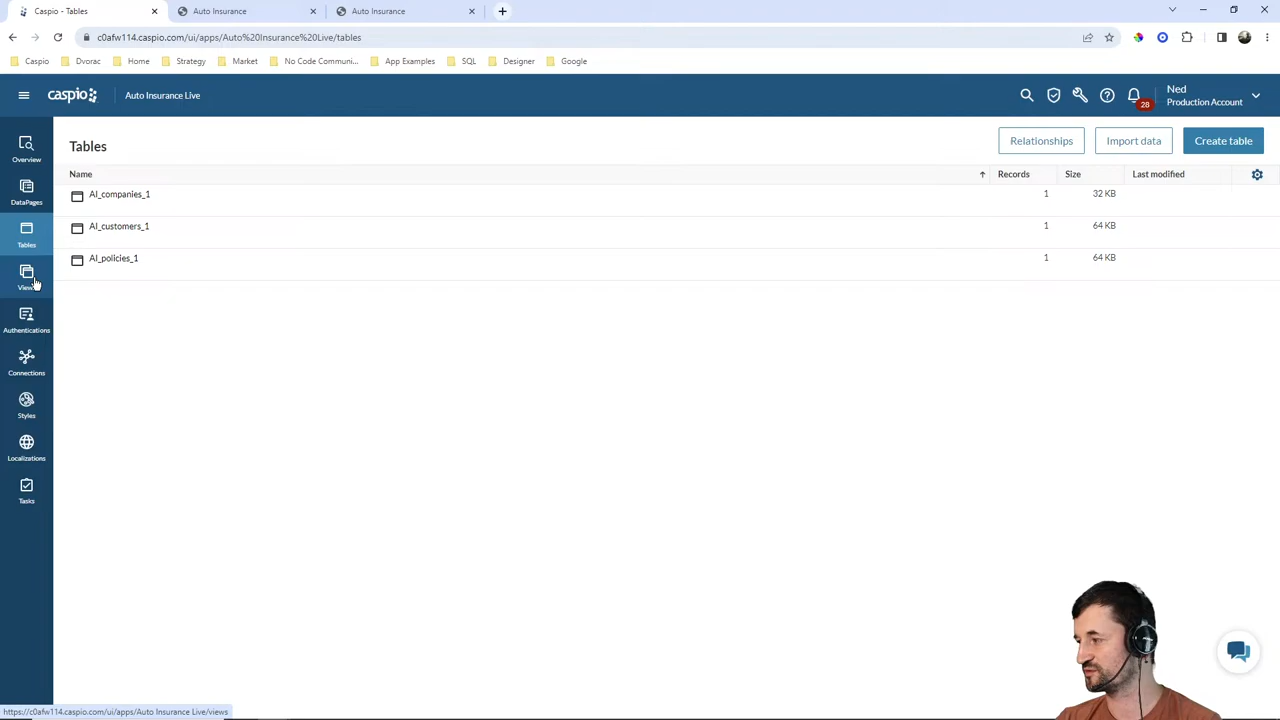 Caspio - Tables
Auto Insurance
Auto Insurance
c0afw114.caspio.com/ui/apps/Auto%20Insurance%20Live/tables
Caspio
Dvorac
Home
Strategy
Market
No Code Communi...
App Examples
SQL
Designer
Google
caspio
Auto Insurance Live
28
Ned
Production Account
Overview
DataPages
Tables
Views
Authentications
Connections
Styles
Localizations
Tasks
Tables
Relationships
Import data
Create table
Name
Records
Size
Last modified
AI_companies_1
1
32 KB
AI_customers_1
1
64 KB
AI_policies_1
1
64 KB
https://c0afw114.caspio.com/ui/apps/Auto Insurance Live/views